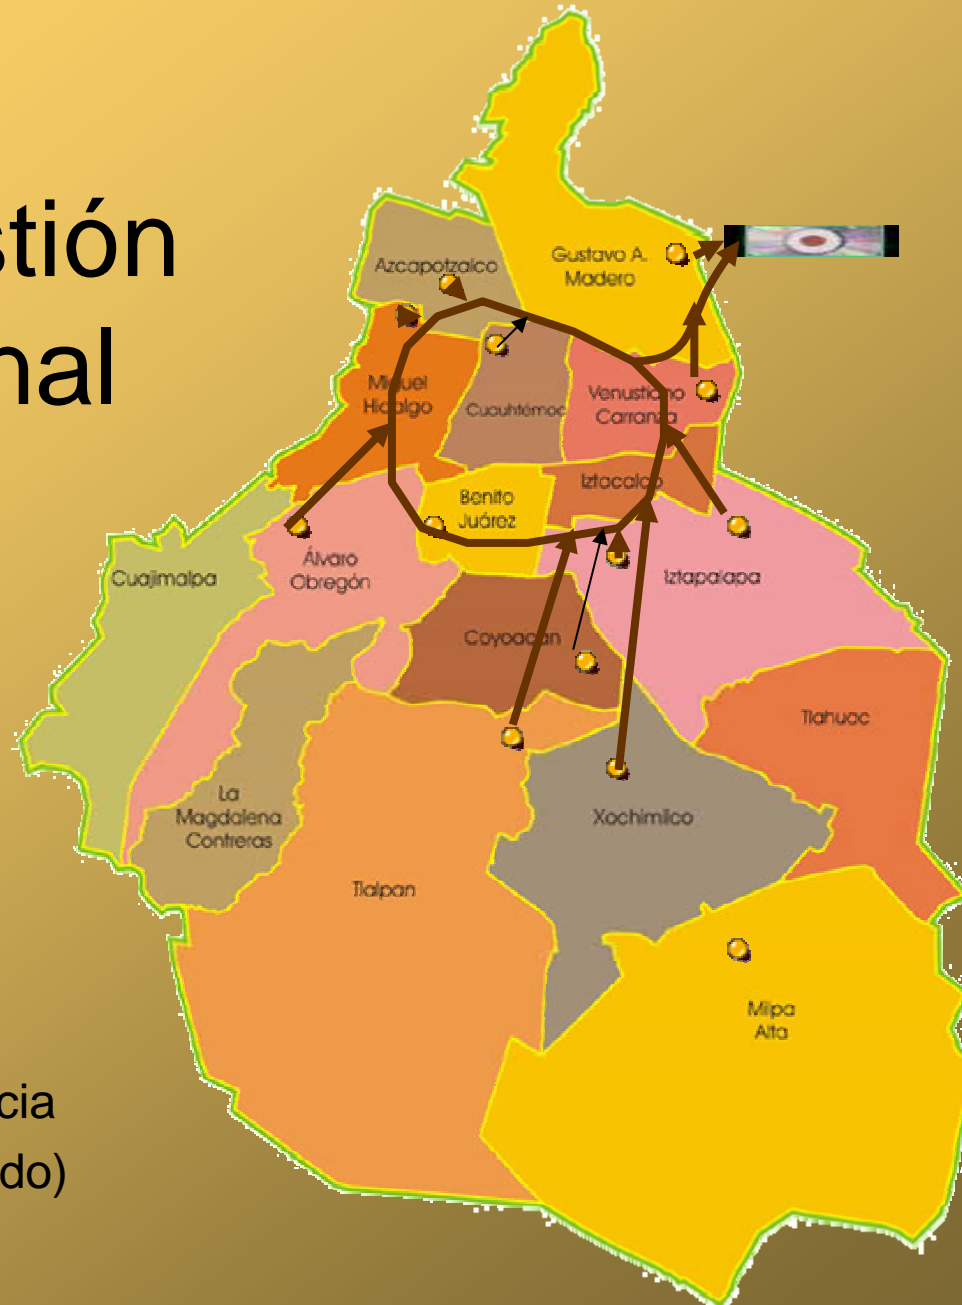 stión
nal
Azcapotzalco
Gustavo A.
Madero
Miguel
Hidalgo
Cuauhtémoc
Venustiano
Carranza
Iztacalco
Benito
Juárez
Cuajimalpa
Álvaro
Obregón
Iztapalapa
Coyoacán
Tlahuac
La
Magdalena
Contreras
Xochimilco
Tlalpan
Milpa
Alta
cia
do)